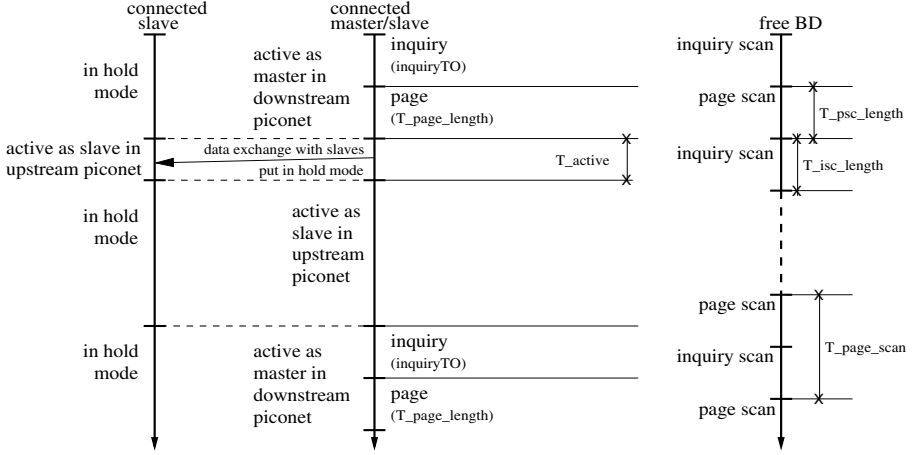 connected
slave
connected
master/slave
free BD
in hold
mode
active as
master in
downstream
piconet
inquiry
(inquiryTO)
page
(T_page_length)
inquiry scan
page scan
T_psc_length
active as slave in
upstream piconet
data exchange with slaves
put in hold mode
T_active
inquiry scan
T_isc_length
in hold
mode
active as
slave in
upstream
piconet
page scan
T_page_scan
in hold
mode
active as
master in
downstream
piconet
inquiry
(inquiryTO)
page
(T_page_length)
inquiry scan
page scan